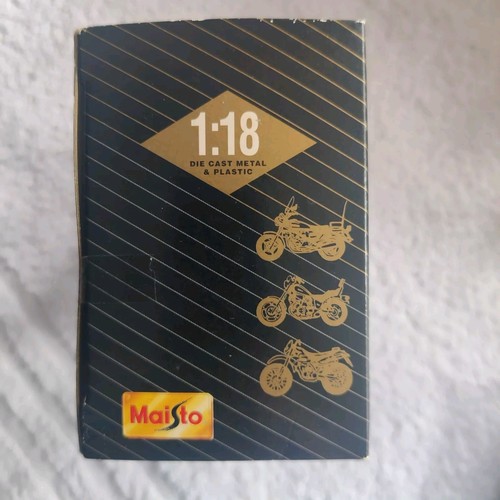 1:18
DIE CAST METAL
& PLASTIC
Maisto